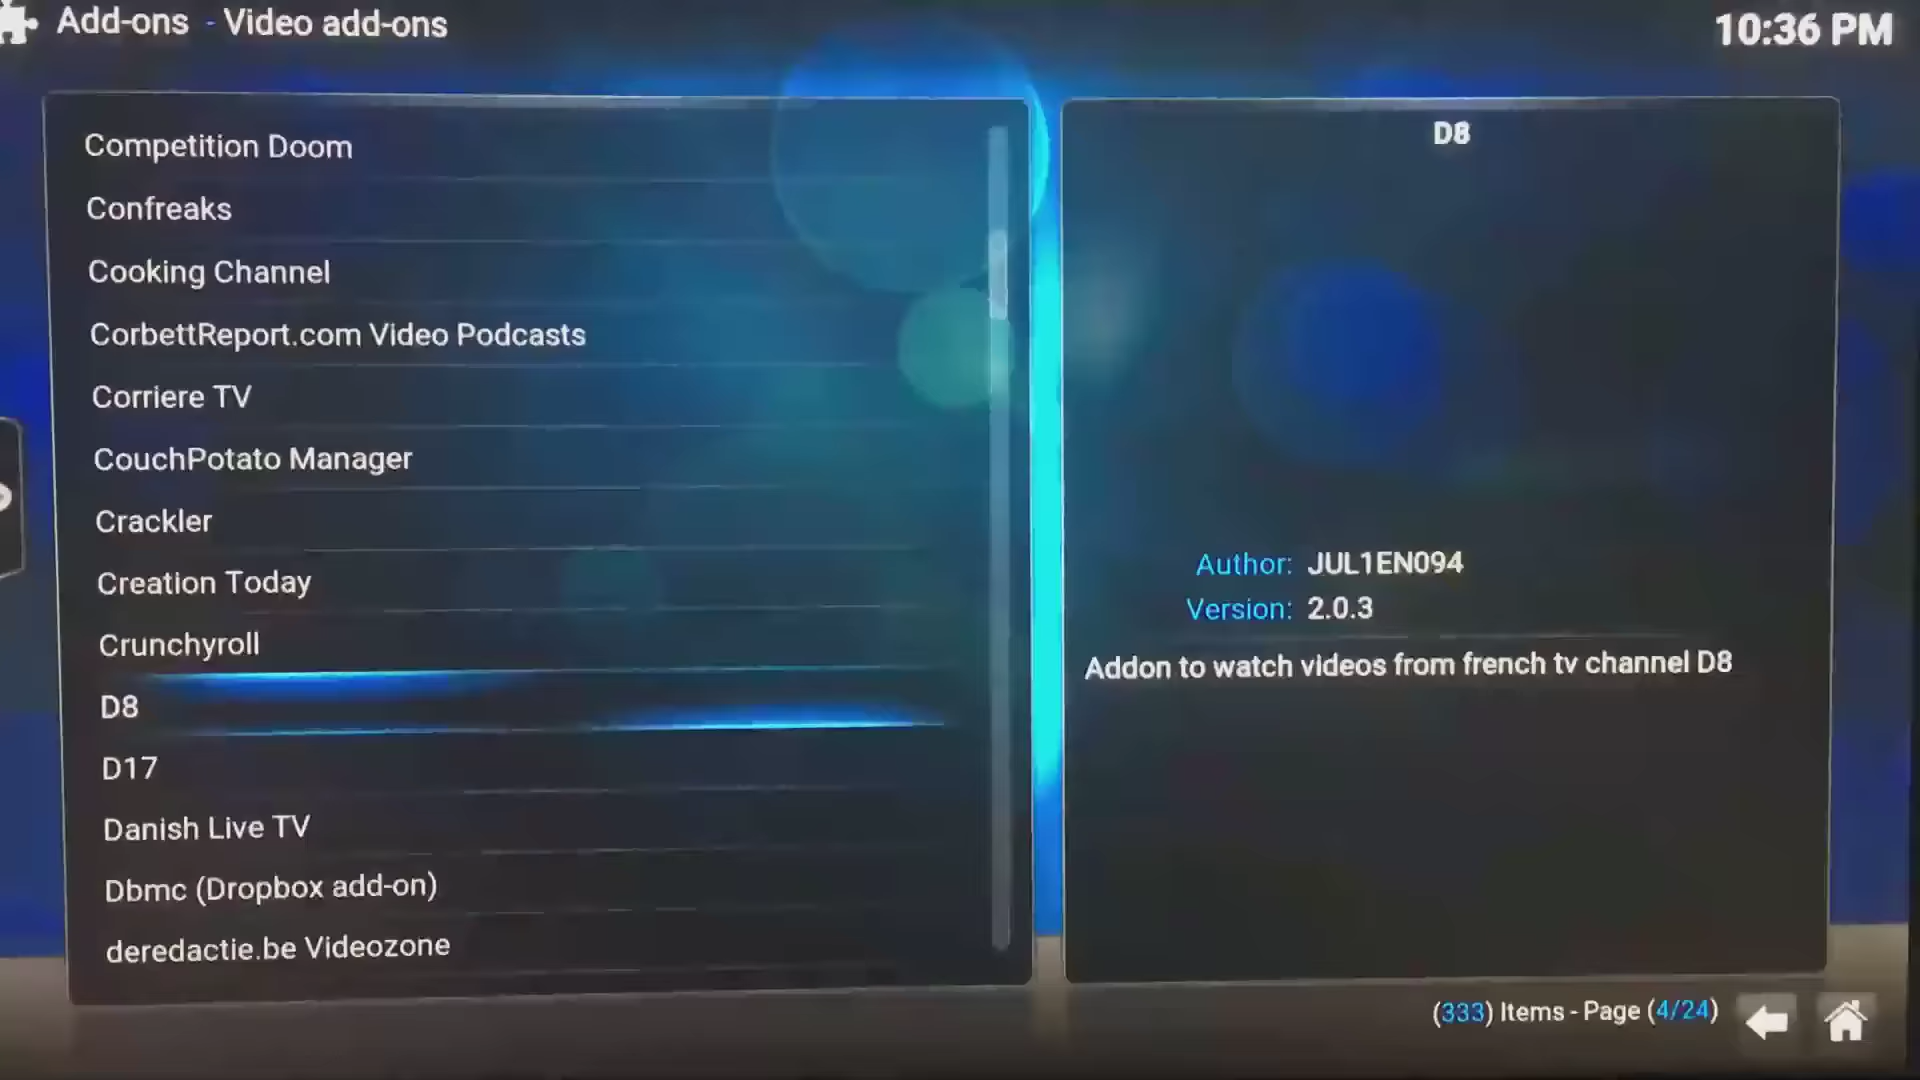 Add-ons - Video add-ons
10:36 PM
Competition Doom
Confreaks
Cooking Channel
CorbettReport.com Video Podcasts
Corriere TV
CouchPotato Manager
Crackler
Creation Today
Crunchyroll
D8
D17
Danish Live TV
Dbmc (Dropbox add-on)
deredactie.be Videozone
D8
Author: JUL1EN094
Version: 2.0.3
Addon to watch videos from french tv channel D8
(333) Items - Page (4/24)